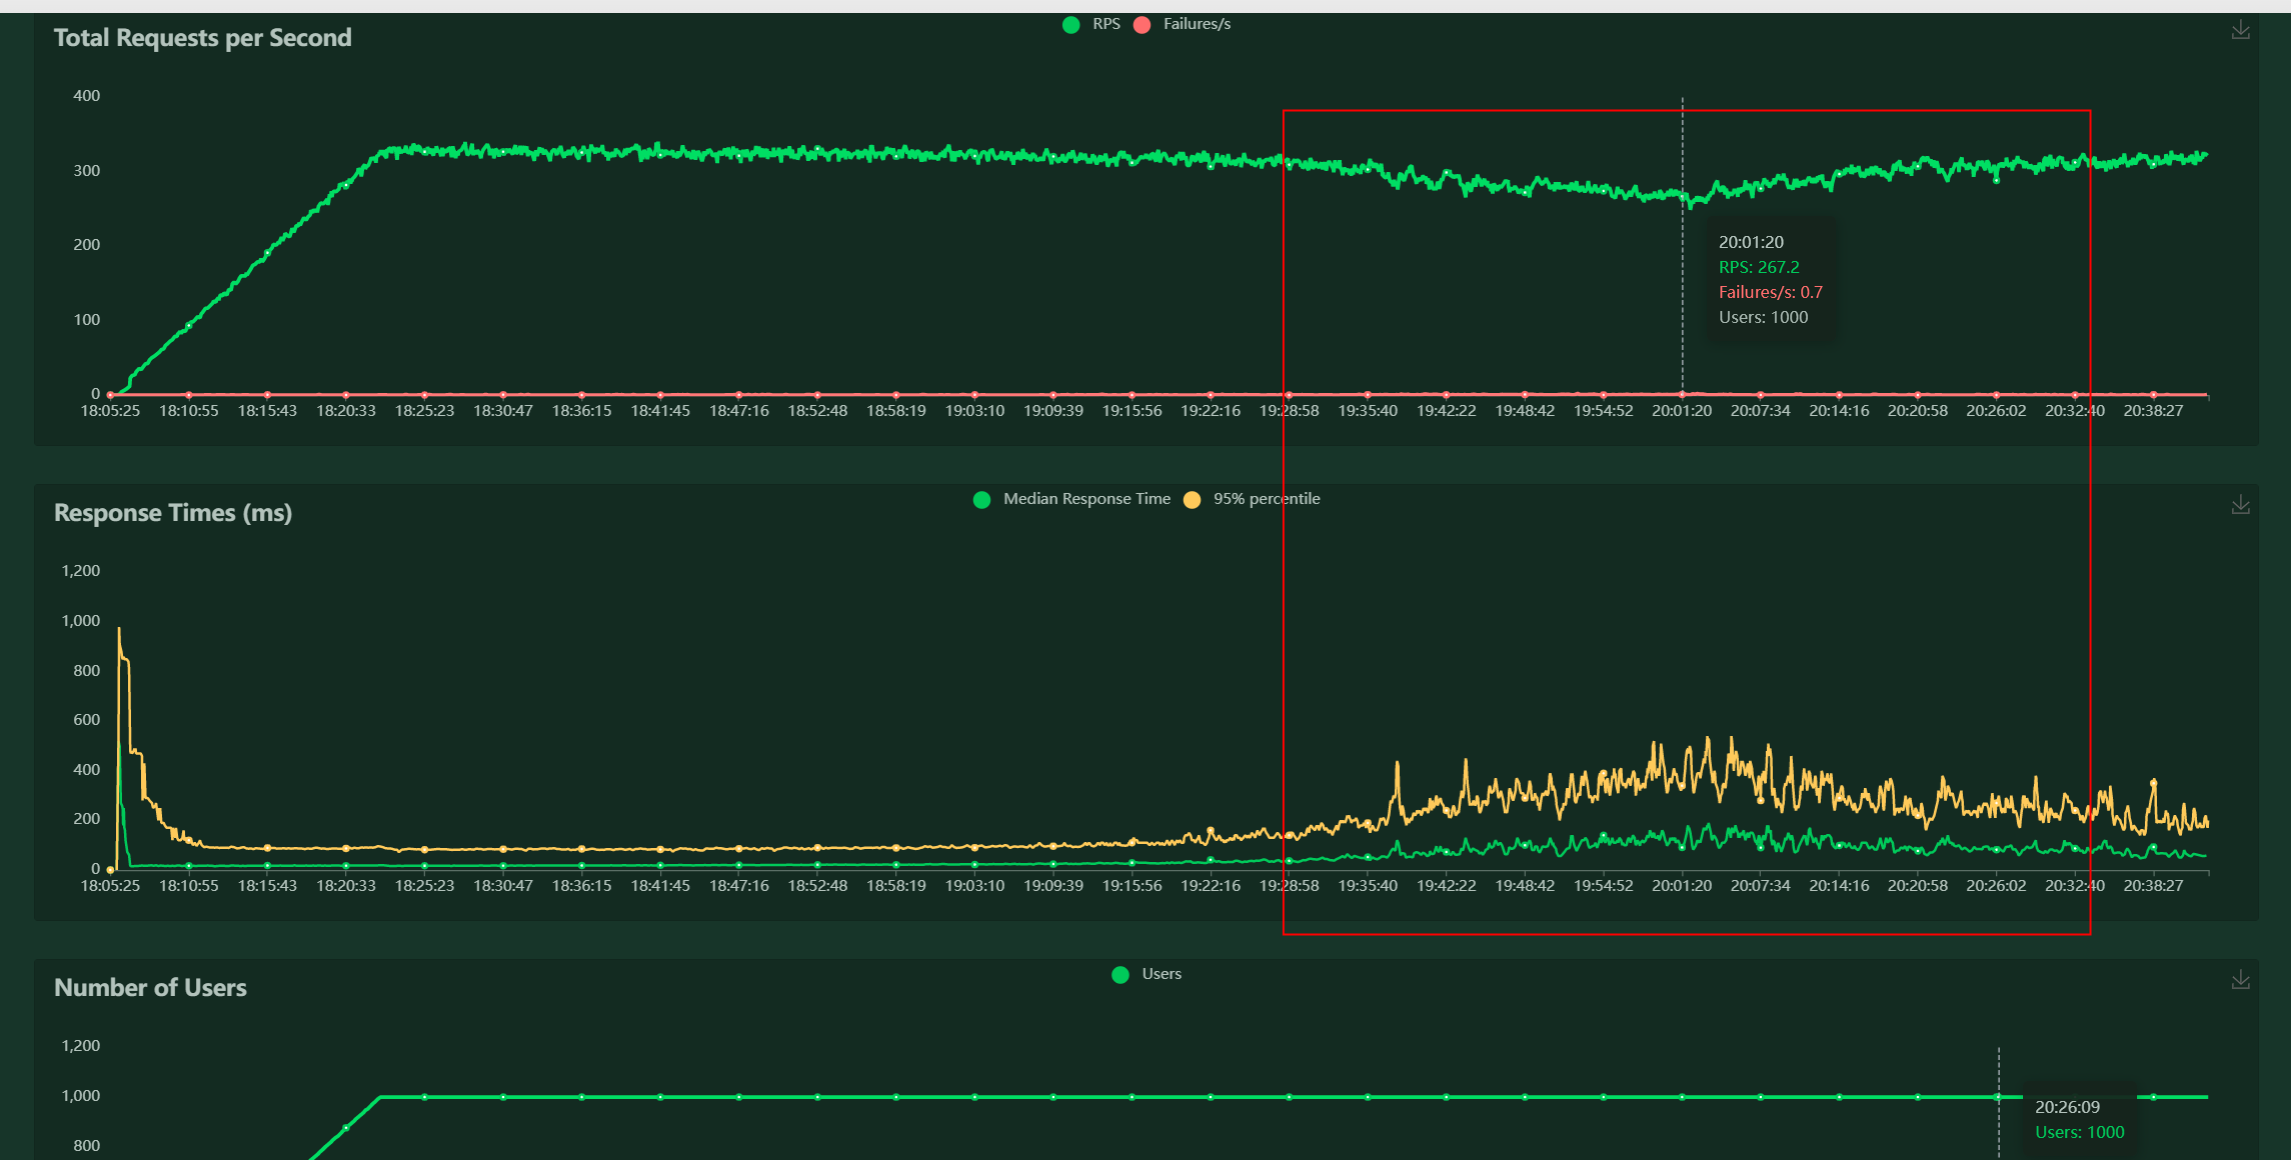 RPS Failures/s
Total Requests per Second
400
300
200
100
0
20:01:20
RPS: 267.2
Failures/s: 0.7
Users: 1000
18:05:25 18:10:55 18:15:43 18:20:33 18:25:23 18:30:47 18:36:15 18:41:45 18:47:16 18:52:48 18:58:19 19:03:10 19:09:39 19:15:56 19:22:16 19:28:58 19:35:40 19:42:22 19:48:42 19:54:52 20:01:20 20:07:34 20:14:16 20:20:58 20:26:02 20:32:40 20:38:27
Median Response Time 95% percentile
Response Times (ms)
1,200
1,000
800
600
400
200
0
18:05:25 18:10:55 18:15:43 18:20:33 18:25:23 18:30:47 18:36:15 18:41:45 18:47:16 18:52:48 18:58:19 19:03:10 19:09:39 19:15:56 19:22:16 19:28:58 19:35:40 19:42:22 19:48:42 19:54:52 20:01:20 20:07:34 20:14:16 20:20:58 20:26:02 20:32:40 20:38:27
Users
Number of Users
1,200
1,000
800
20:26:09
Users: 1000